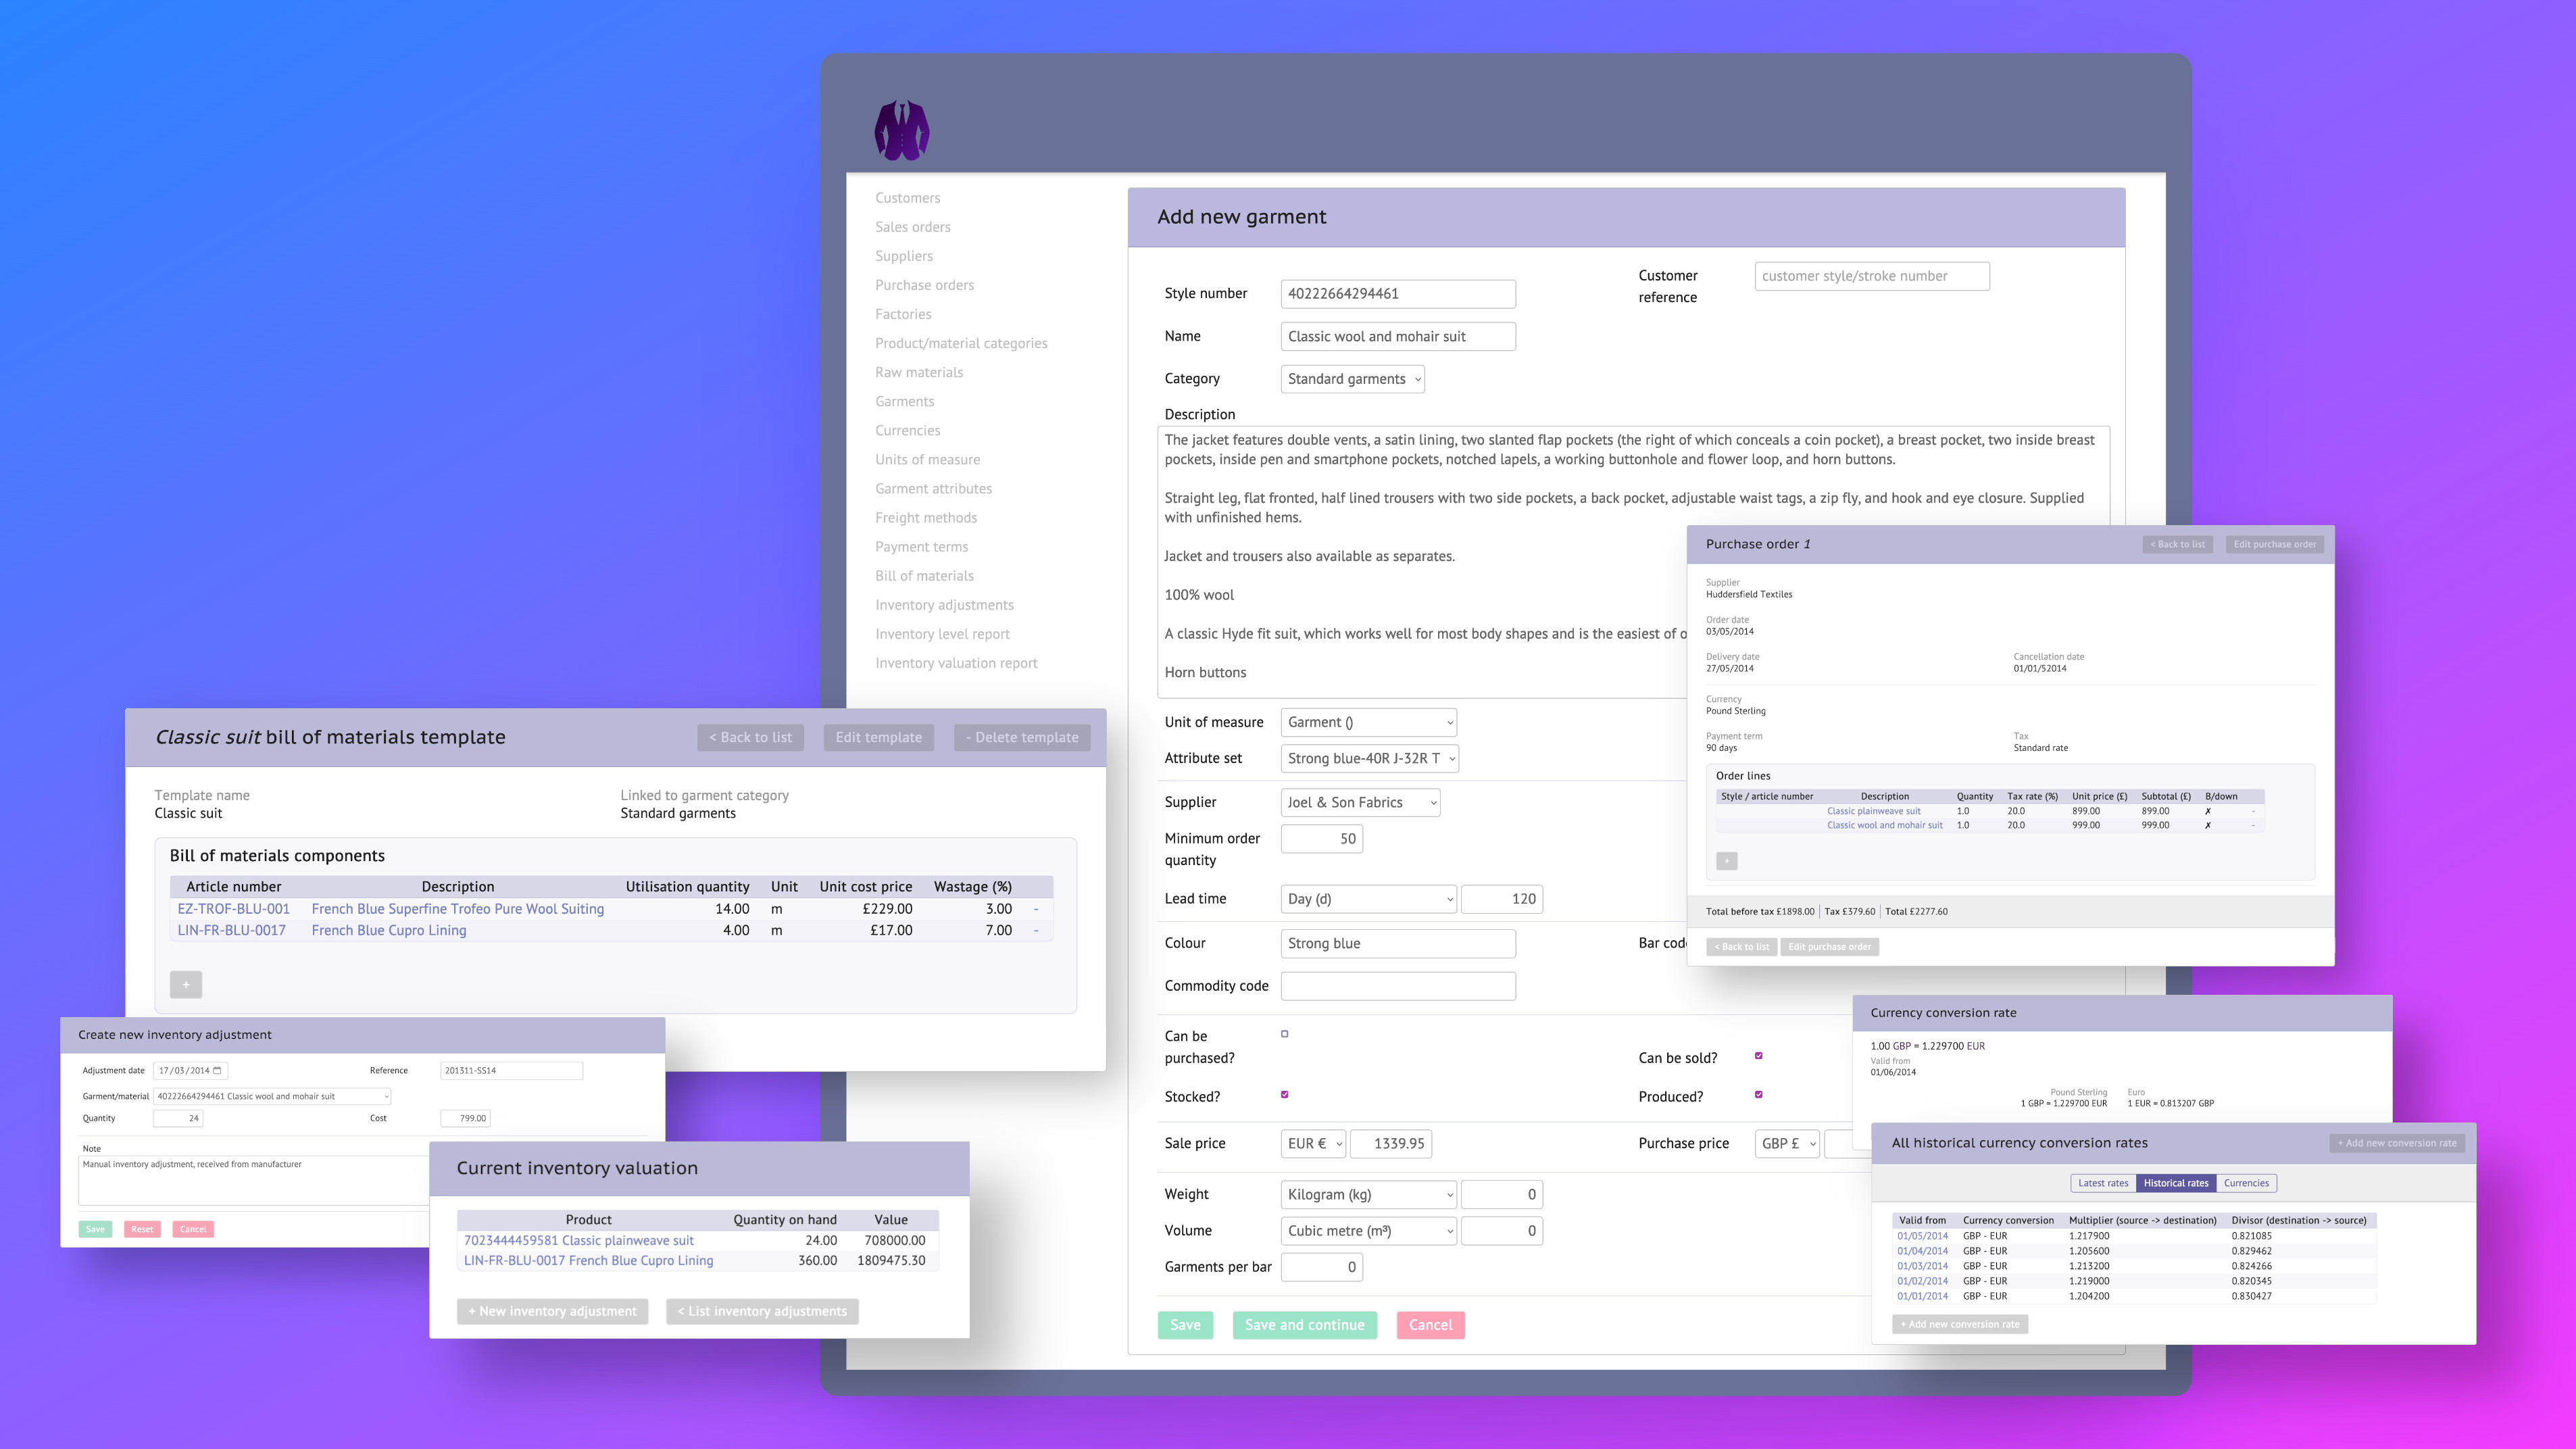 Customers
Sales orders
Suppliers
Purchase orders
Factories
Product/material categories
Raw materials
Garments
Currencies
Units of measure
Garment attributes
Freight methods
Payment terms
Bill of materials
Inventory adjustments
Inventory level report
Inventory valuation report
Add new garment
Style number 40222664294461
Customer reference customer style/stroke number
Name Classic wool and mohair suit
Category Standard garments
Description
The jacket features double vents, a satin lining, two slanted flap pockets (the right of which conceals a coin pocket), a breast pocket, two inside breast
pockets, inside pen and smartphone pockets, notched lapels, a working buttonhole and flower loop, and horn buttons.
Straight leg, flat fronted, half lined trousers with two side pockets, a back pocket, adjustable waist tags, a zip fly, and hook and eye closure. Supplied
with unfinished hems.
Jacket and trousers also available as separates.
100% wool
A classic Hyde fit suit, which works well for most body shapes and is the easiest of o
Horn buttons
Unit of measure Garment ()
Attribute set Strong blue-40R J-32R T
Supplier Joel & Son Fabrics
Minimum order quantity 50
Lead time Day (d) 120
Colour Strong blue
Bar cod
Commodity code
Can be purchased?
Can be sold?
Stocked?
Produced?
Sale price EUR € 1339.95
Purchase price GBP £
Weight Kilogram (kg) 0
Volume Cubic metre (m³) 0
Garments per bar 0
Save Save and continue Cancel
Purchase order 1 < Back to list Edit purchase order
Supplier
Huddersfield Textiles
Order date
03/05/2014
Delivery date Cancellation date
27/05/2014 01/01/52014
Currency
Pound Sterling
Payment term Tax
90 days Standard rate
Order lines
Style / article number Description Quantity Tax rate (%) Unit price (£) Subtotal (£) B/down
Classic plainweave suit 1.0 20.0 899.00 899.00 ✗ -
Classic wool and mohair suit 1.0 20.0 999.00 999.00 ✗ -
+
Total before tax £1898.00 Tax £379.60 Total £2277.60
< Back to list Edit purchase order
Classic suit bill of materials template < Back to list Edit template - Delete template
Template name Linked to garment category
Classic suit Standard garments
Bill of materials components
Article number Description Utilisation quantity Unit Unit cost price Wastage (%)
EZ-TROF-BLU-001 French Blue Superfine Trofeo Pure Wool Suiting 14.00 m £229.00 3.00 -
LIN-FR-BLU-0017 French Blue Cupro Lining 4.00 m £17.00 7.00 -
+
Create new inventory adjustment
Adjustment date 17/03/2014 Reference 201311-SS14
Garment/material 40222664294461 Classic wool and mohair suit
Quantity 24 Cost 799.00
Note
Manual inventory adjustment, received from manufacturer
Save Reset Cancel
Current inventory valuation
Product Quantity on hand Value
7023444459581 Classic plainweave suit 24.00 708000.00
LIN-FR-BLU-0017 French Blue Cupro Lining 360.00 1809475.30
+ New inventory adjustment < List inventory adjustments
Currency conversion rate
1.00 GBP = 1.229700 EUR
Valid from
01/06/2014
Pound Sterling Euro
1 GBP = 1.229700 EUR 1 EUR = 0.813207 GBP
All historical currency conversion rates + Add new conversion rate
Latest rates Historical rates Currencies
Valid from Currency conversion Multiplier (source -> destination) Divisor (destination -> source)
01/05/2014 GBP - EUR 1.217900 0.821085
01/04/2014 GBP - EUR 1.205600 0.829462
01/03/2014 GBP - EUR 1.213200 0.824266
01/02/2014 GBP - EUR 1.219000 0.820345
01/01/2014 GBP - EUR 1.204200 0.830427
+ Add new conversion rate